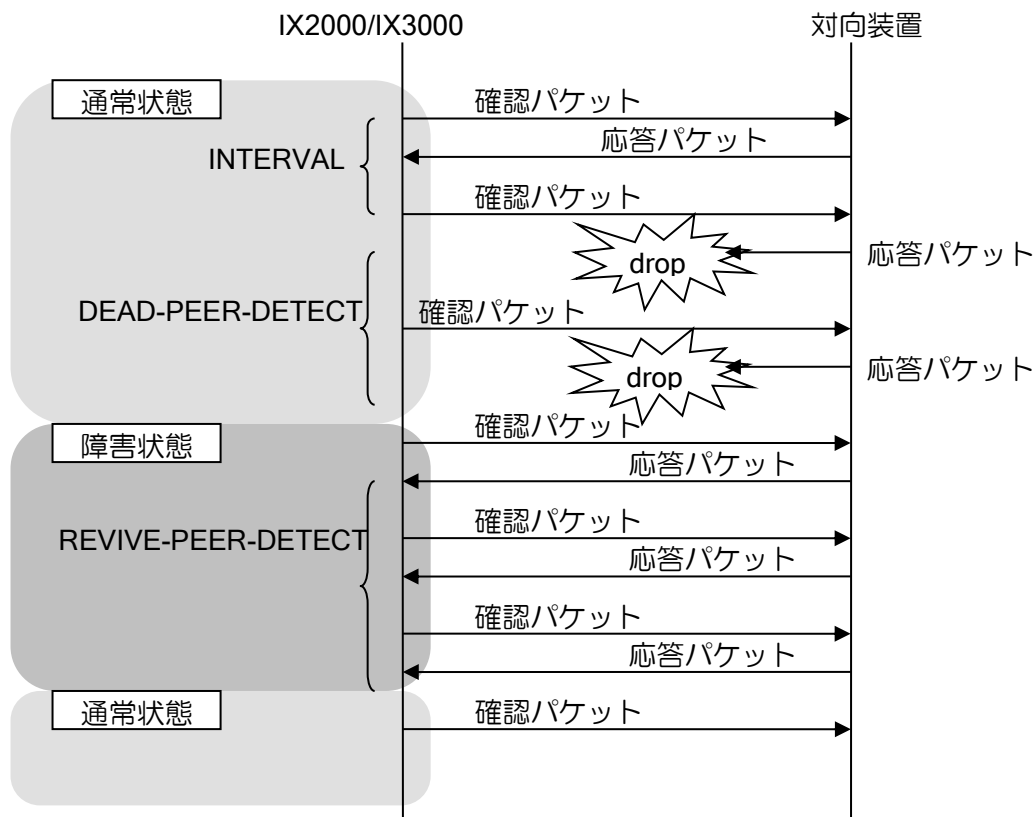 IX2000/IX3000
対向装置
通常状態
確認パケット
応答パケット
INTERVAL
確認パケット
drop
応答パケット
DEAD-PEER-DETECT
確認パケット
drop
応答パケット
障害状態
確認パケット
応答パケット
REVIVE-PEER-DETECT
確認パケット
応答パケット
確認パケット
応答パケット
通常状態
確認パケット